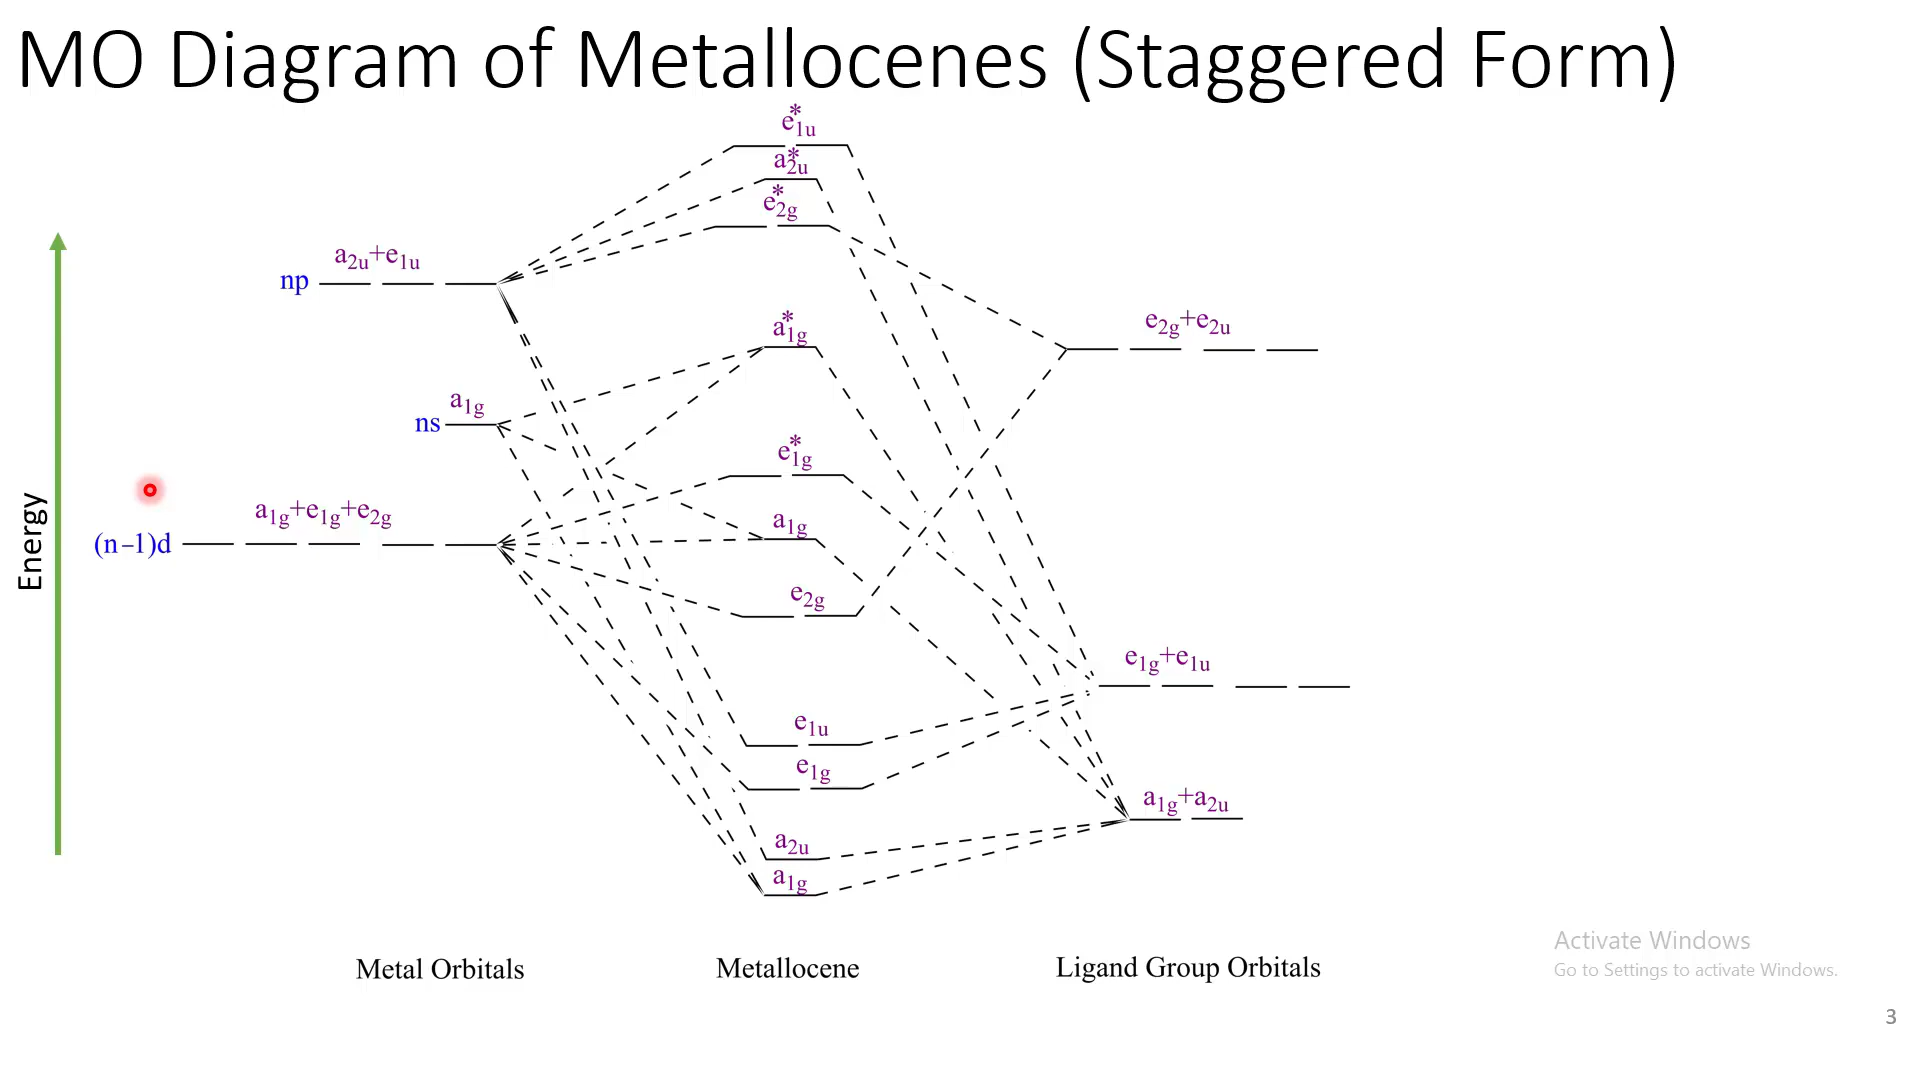 MO Diagram of Metallocenes (Staggered Form)
e*1u
a*2u
e*2g
a2u+e1u
np
e2g+e2u
a*1g
a1g
ns
e*1g
a1g+e1g+e2g
(n−1)d
a1g
e2g
Energy
e1g+e1u
e1u
e1g
a1g+a2u
a2u
a1g
Metal Orbitals
Metallocene
Ligand Group Orbitals
Activate Windows
Go to Settings to activate Windows.
3